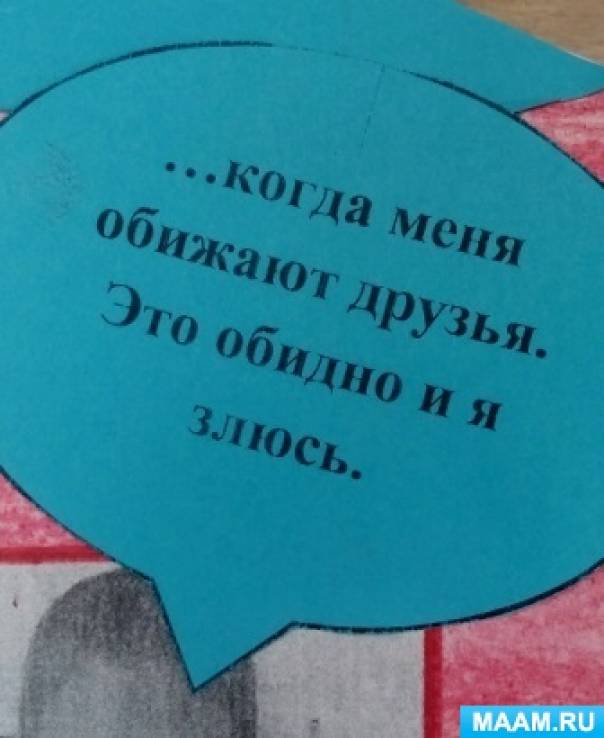 ...когда меня
обижают друзья.
Это обидно и я
злюсь.
MAAM.RU